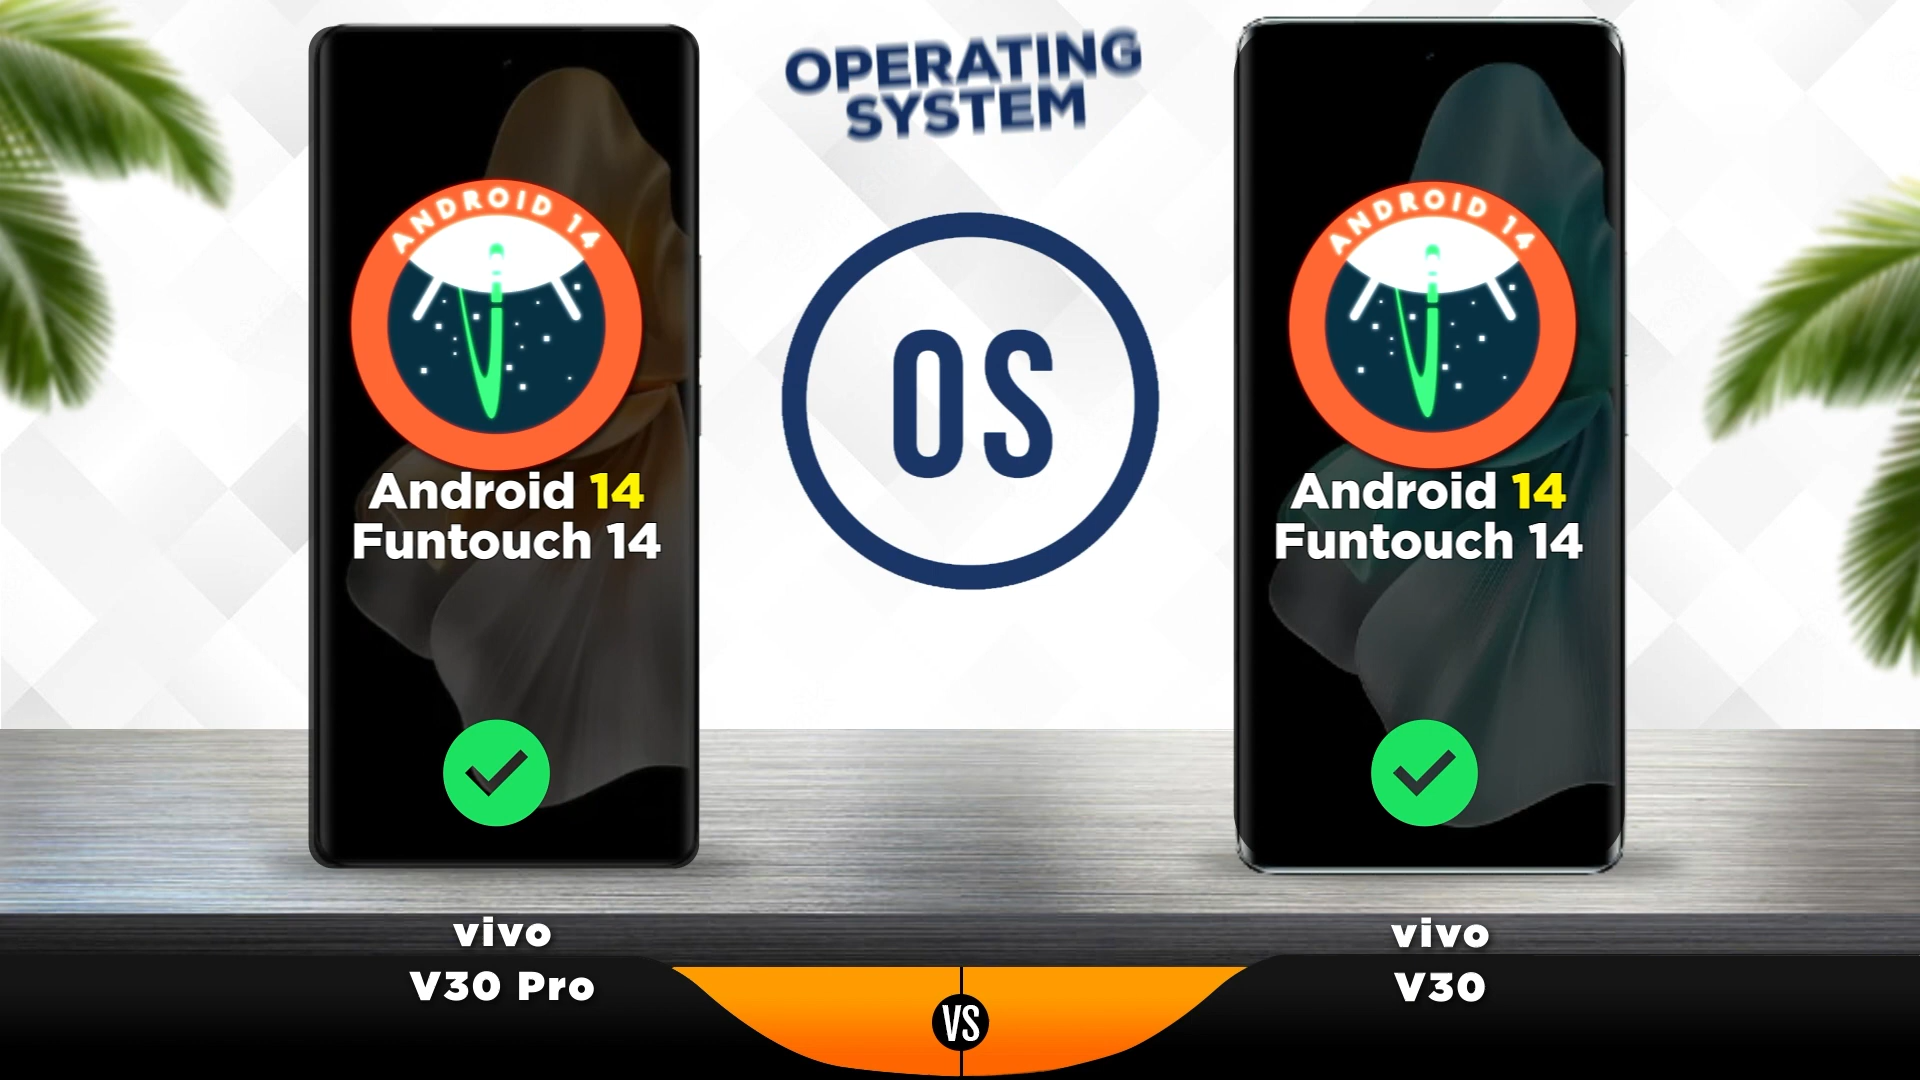 OPERATING
SYSTEM
ANDROID 14
Android 14
Funtouch 14
OS
ANDROID 14
Android 14
Funtouch 14
vivo
V30 Pro
VS
vivo
V30